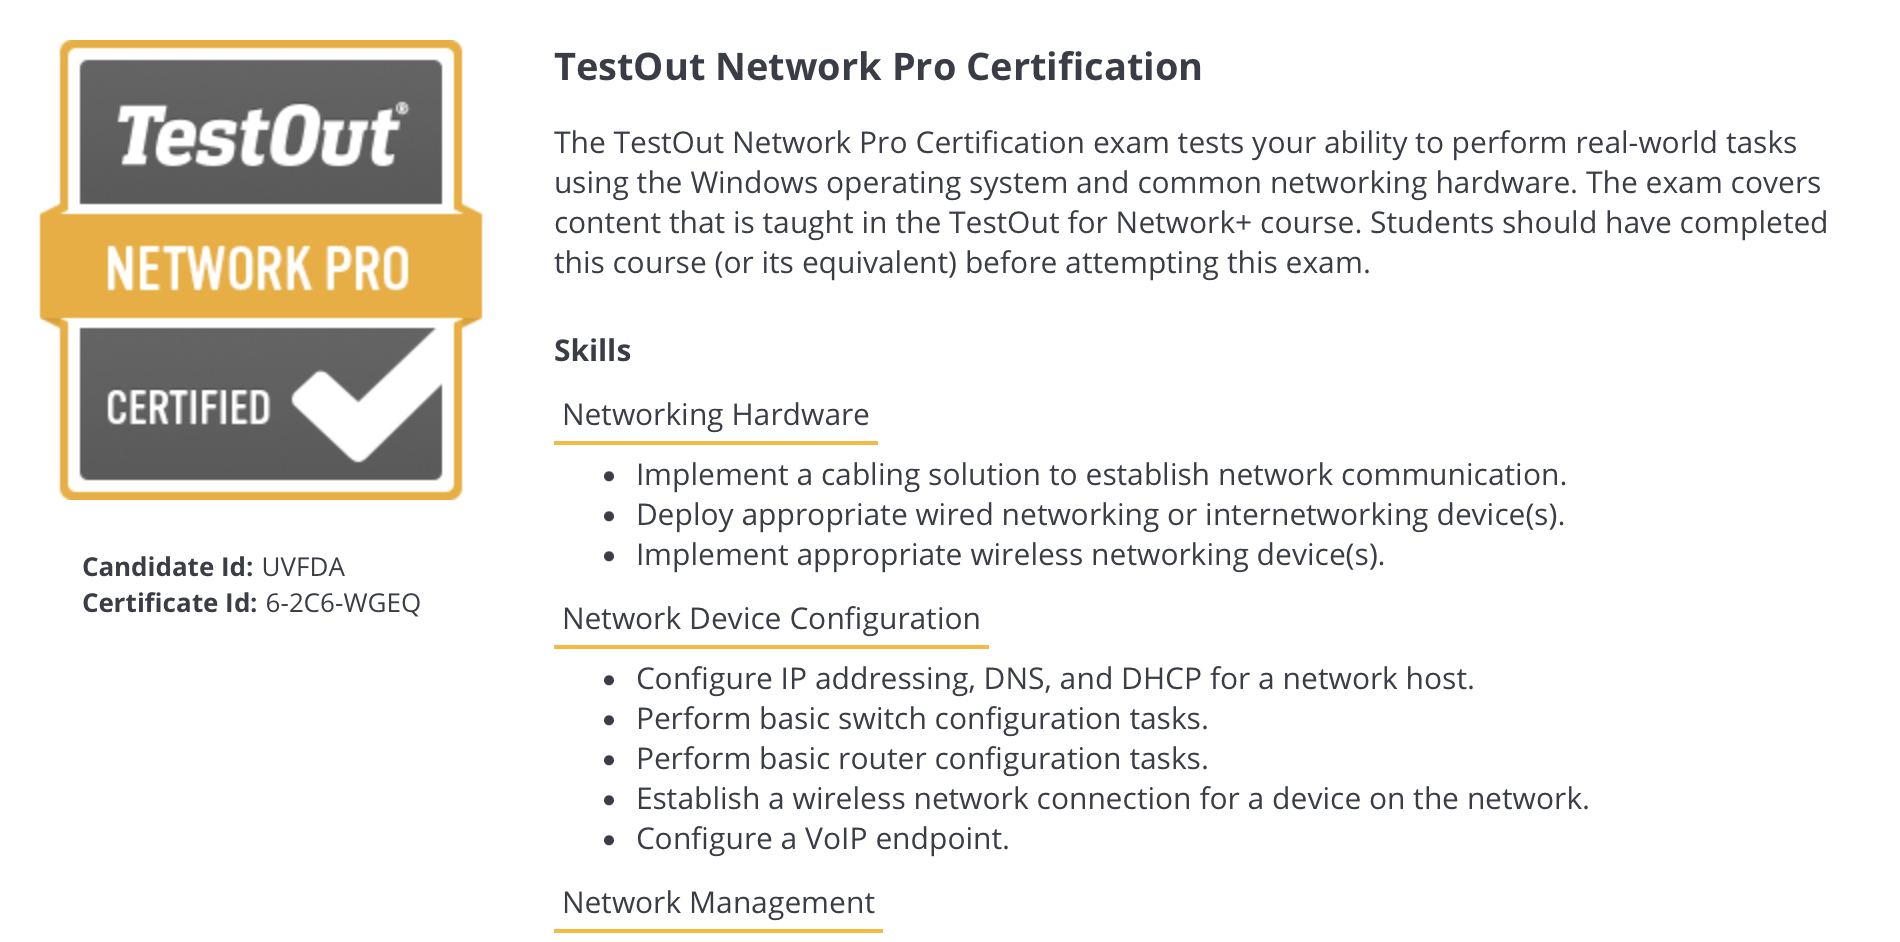 TestOut®
NETWORK PRO
CERTIFIED
Candidate Id: UVFDA
Certificate Id: 6-2C6-WGEQ
TestOut Network Pro Certification
The TestOut Network Pro Certification exam tests your ability to perform real-world tasks
using the Windows operating system and common networking hardware. The exam covers
content that is taught in the TestOut for Network+ course. Students should have completed
this course (or its equivalent) before attempting this exam.
Skills
Networking Hardware
• Implement a cabling solution to establish network communication.
• Deploy appropriate wired networking or internetworking device(s).
• Implement appropriate wireless networking device(s).
Network Device Configuration
• Configure IP addressing, DNS, and DHCP for a network host.
• Perform basic switch configuration tasks.
• Perform basic router configuration tasks.
• Establish a wireless network connection for a device on the network.
• Configure a VoIP endpoint.
Network Management